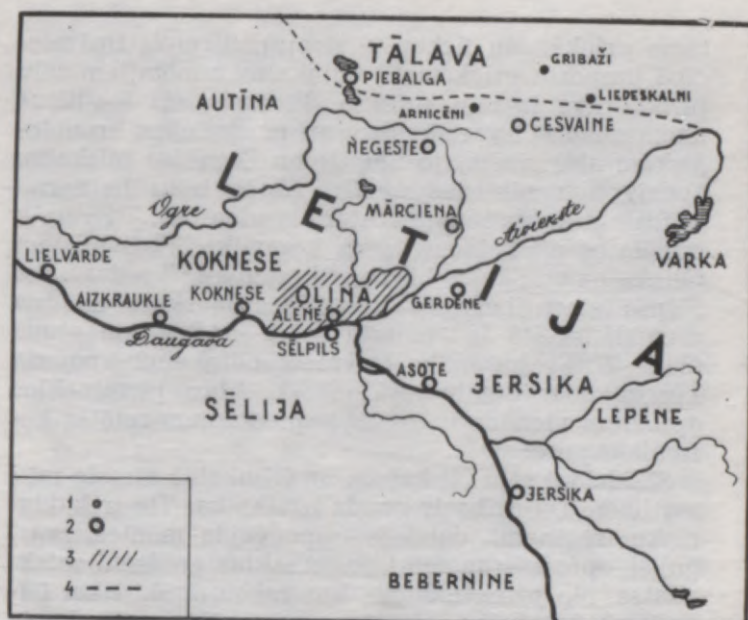 TĀLAVA
GRIBAŽI
PIEBALGA
LIEDESKALNI
AUTĪNA
ARNICĒNI
CESVAINE
ŅEGESTE
LETIJA
MĀRCIENA
Ogre
Aiviekste
LIELVĀRDE
VARKA
KOKNESE
KOKNESE
OLINA
GERDENE
AIZKRAUKLE
ALENE
Daugava
SĒLPILS
ASOTE
JERSIKA
SĒLIJA
LEPENE
JERSIKA
1
2
3
4
BEBERNINE